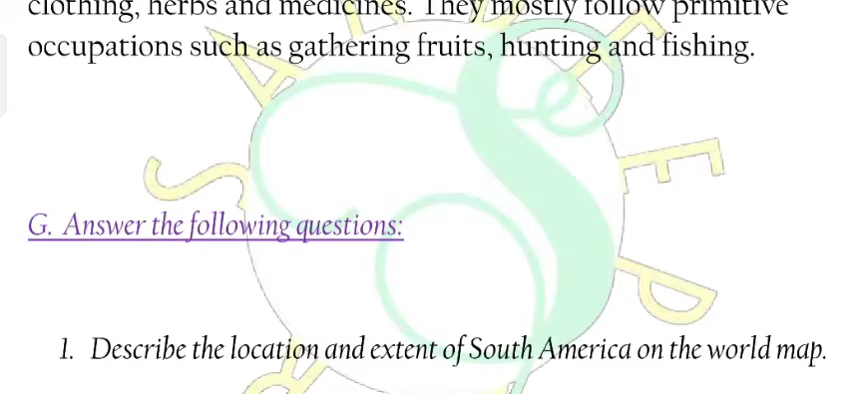 clothing, herbs and medicines. They mostly follow primitive
occupations such as gathering fruits, hunting and fishing.
G. Answer the following questions:
1. Describe the location and extent of South America on the world map.